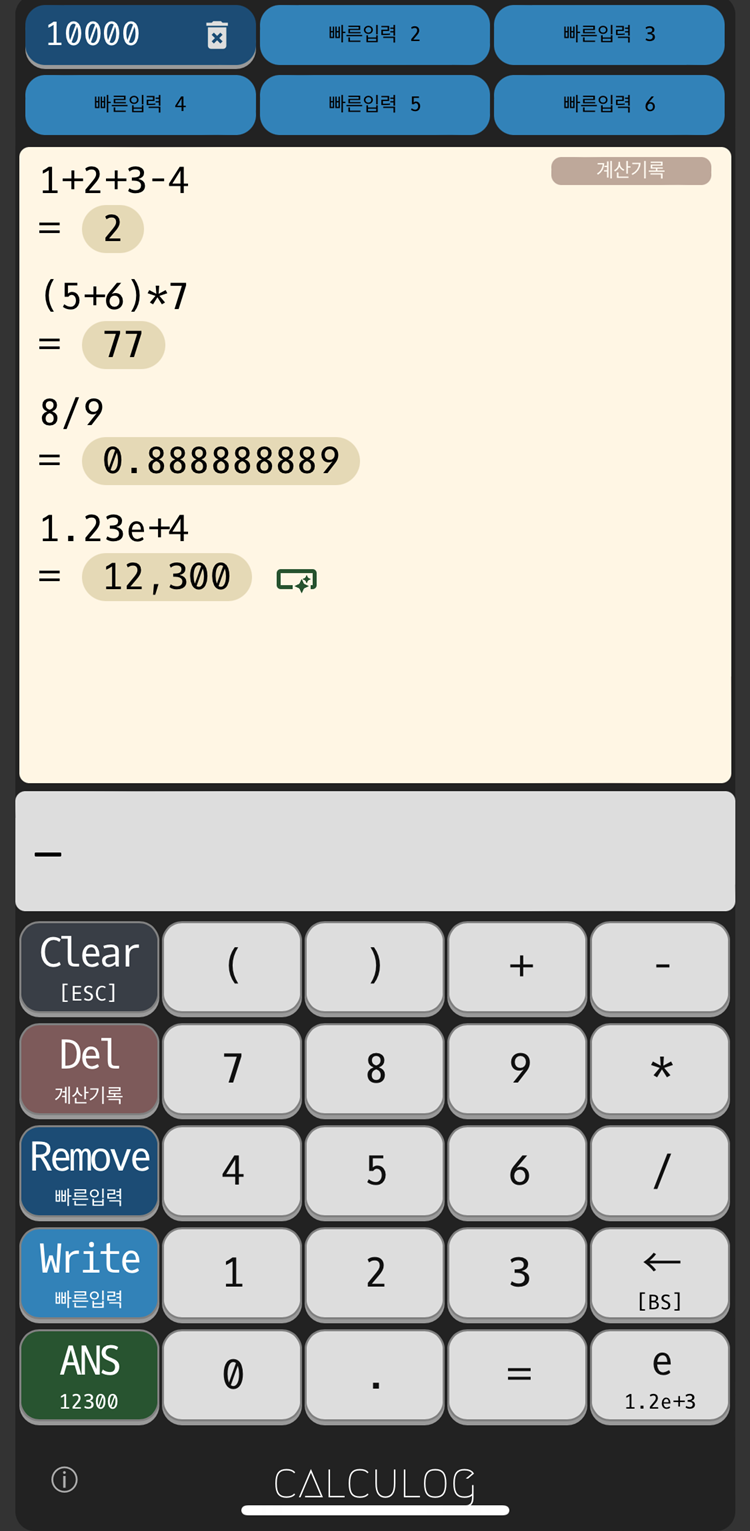 10000 빠른입력 2 빠른입력 3
빠른입력 4 빠른입력 5 빠른입력 6
계산기록
1+2+3-4
= 2
(5+6)*7
= 77
8/9
= 0.888888889
1.23e+4
= 12,300
Clear ( ) + -
[ESC]
Del 7 8 9 *
계산기록
Remove 4 5 6 /
빠른입력
Write 1 2 3 ←
빠른입력 [BS]
ANS 0 . = e
12300 1.2e+3
CALCULOG